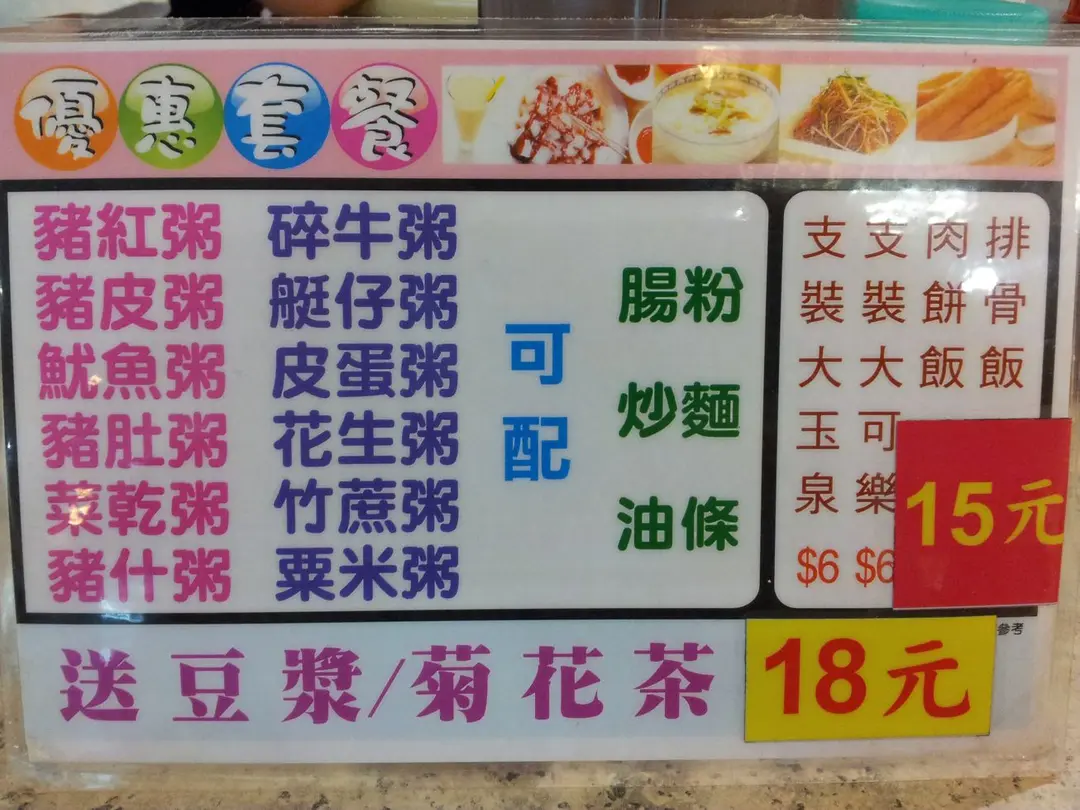 優惠套餐
豬紅粥
豬皮粥
魷魚粥
豬肚粥
菜乾粥
豬什粥
碎牛粥
艇仔粥
皮蛋粥
花生粥
竹蔗粥
粟米粥
可配
腸粉
炒麵
油條
排骨飯
肉餅飯
15元
支裝大可樂
$6
支裝大玉泉
$6
參考
送豆漿/菊花茶
18元